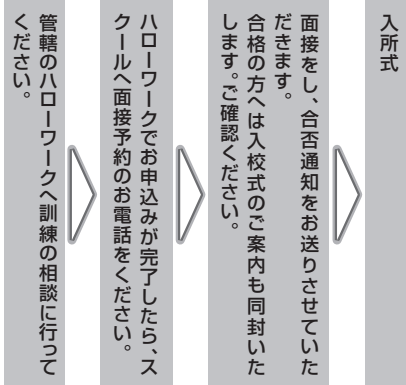 管轄のハローワークへ訓練の相談に行って
ください。
ハローワークでお申込みが完了したら、ス
クールへ面接予約のお電話をください。
面接をし、合否通知をお送りさせていた
だきます。
合格の方へは入校式のご案内も同封いた
します。ご確認ください。
入所式